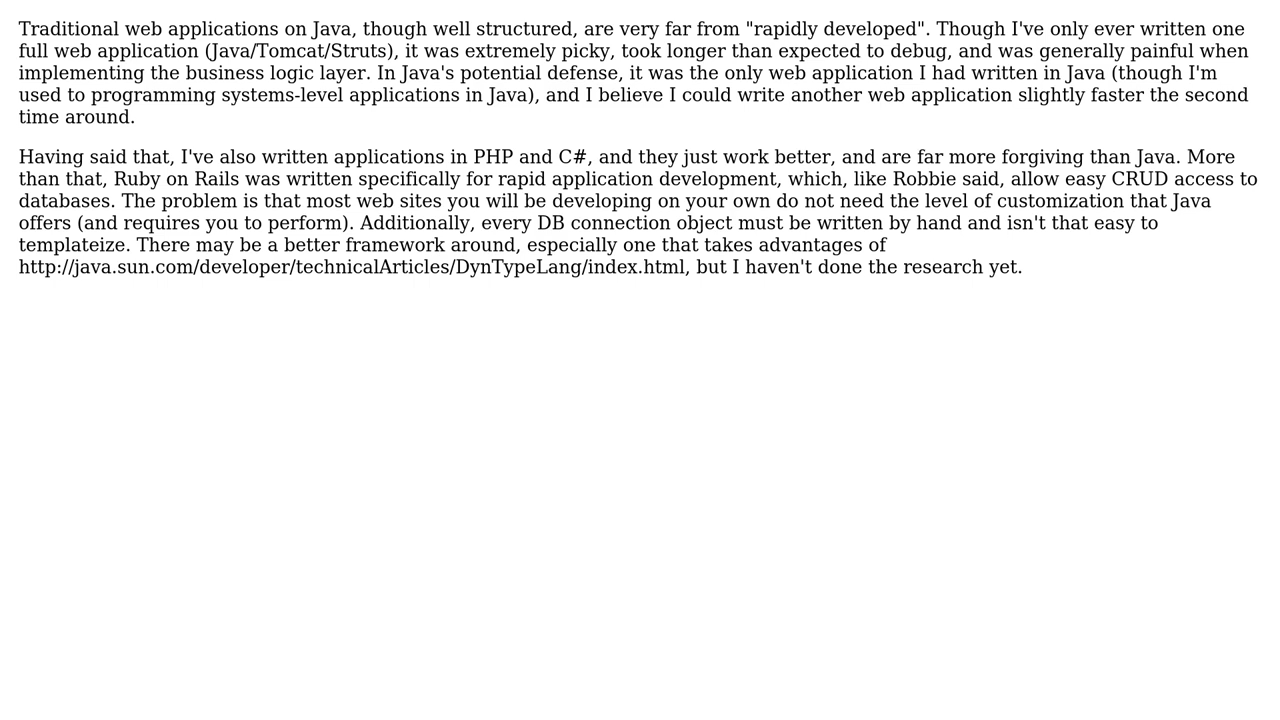 Traditional web applications on Java, though well structured, are very far from "rapidly developed". Though I've only ever written one
full web application (Java/Tomcat/Struts), it was extremely picky, took longer than expected to debug, and was generally painful when
implementing the business logic layer. In Java's potential defense, it was the only web application I had written in Java (though I'm
used to programming systems-level applications in Java), and I believe I could write another web application slightly faster the second
time around.
Having said that, I've also written applications in PHP and C#, and they just work better, and are far more forgiving than Java. More
than that, Ruby on Rails was written specifically for rapid application development, which, like Robbie said, allow easy CRUD access to
databases. The problem is that most web sites you will be developing on your own do not need the level of customization that Java
offers (and requires you to perform). Additionally, every DB connection object must be written by hand and isn't that easy to
templateize. There may be a better framework around, especially one that takes advantages of
http://java.sun.com/developer/technicalArticles/DynTypeLang/index.html, but I haven't done the research yet.